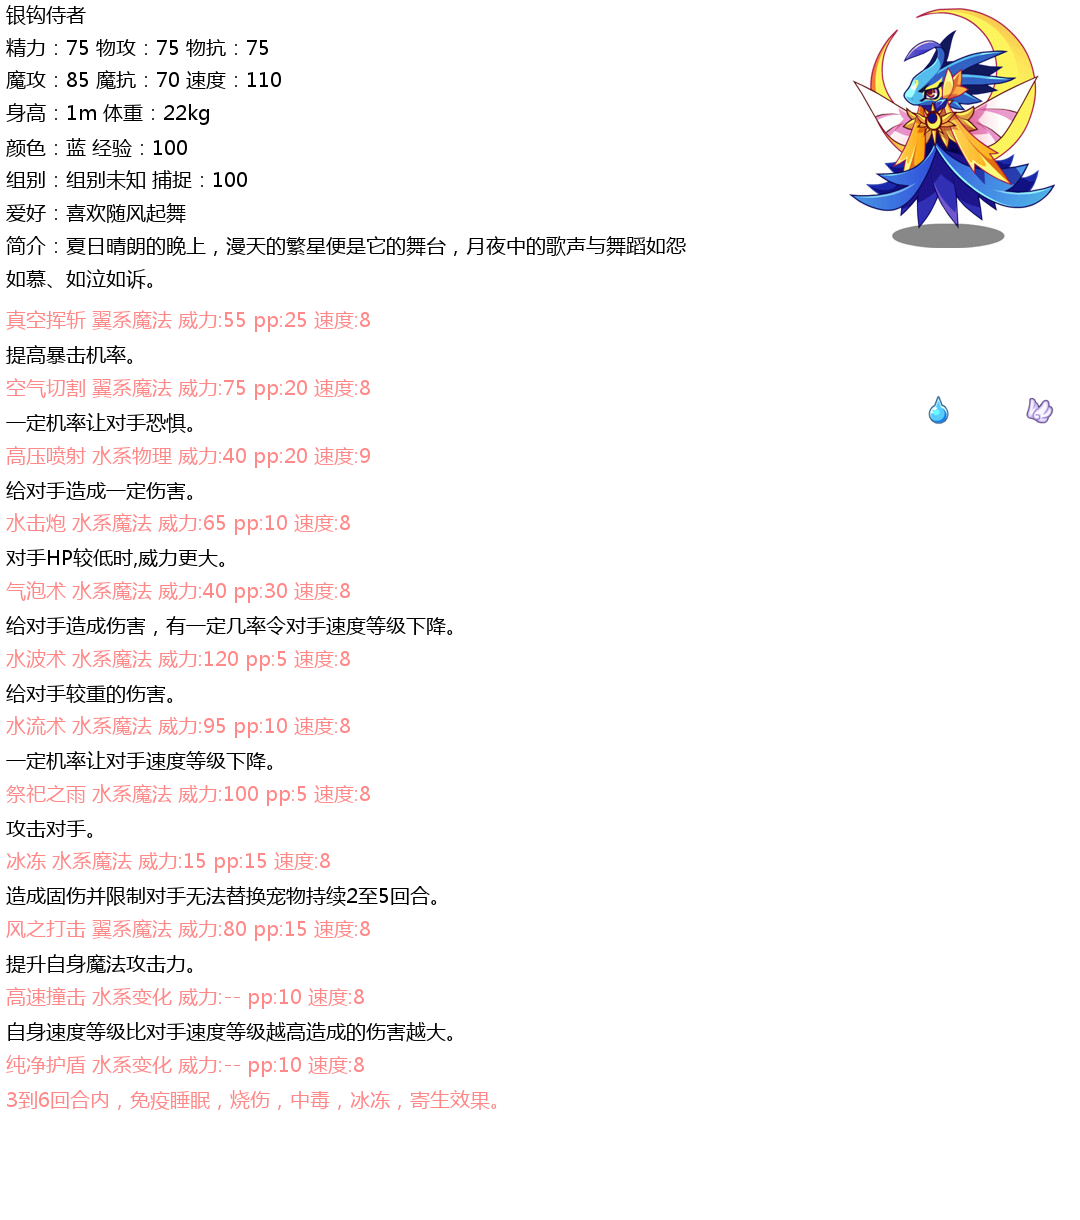 银钩侍者
精力：75 物攻：75 物抗：75
魔攻：85 魔抗：70 速度：110
身高：1m 体重：22kg
颜色：蓝 经验：100
组别：组别未知 捕捉：100
爱好：喜欢随风起舞
简介：夏日晴朗的晚上，漫天的繁星便是它的舞台，月夜中的歌声与舞蹈如怨
如慕、如泣如诉。
真空挥斩 翼系魔法 威力:55 pp:25 速度:8
提高暴击机率。
空气切割 翼系魔法 威力:75 pp:20 速度:8
一定机率让对手恐惧。
高压喷射 水系物理 威力:40 pp:20 速度:9
给对手造成一定伤害。
水击炮 水系魔法 威力:65 pp:10 速度:8
对手HP较低时,威力更大。
气泡术 水系魔法 威力:40 pp:30 速度:8
给对手造成伤害，有一定几率令对手速度等级下降。
水波术 水系魔法 威力:120 pp:5 速度:8
给对手较重的伤害。
水流术 水系魔法 威力:95 pp:10 速度:8
一定机率让对手速度等级下降。
祭祀之雨 水系魔法 威力:100 pp:5 速度:8
攻击对手。
冰冻 水系魔法 威力:15 pp:15 速度:8
造成固伤并限制对手无法替换宠物持续2至5回合。
风之打击 翼系魔法 威力:80 pp:15 速度:8
提升自身魔法攻击力。
高速撞击 水系变化 威力:-- pp:10 速度:8
自身速度等级比对手速度等级越高造成的伤害越大。
纯净护盾 水系变化 威力:-- pp:10 速度:8
3到6回合内，免疫睡眠，烧伤，中毒，冰冻，寄生效果。